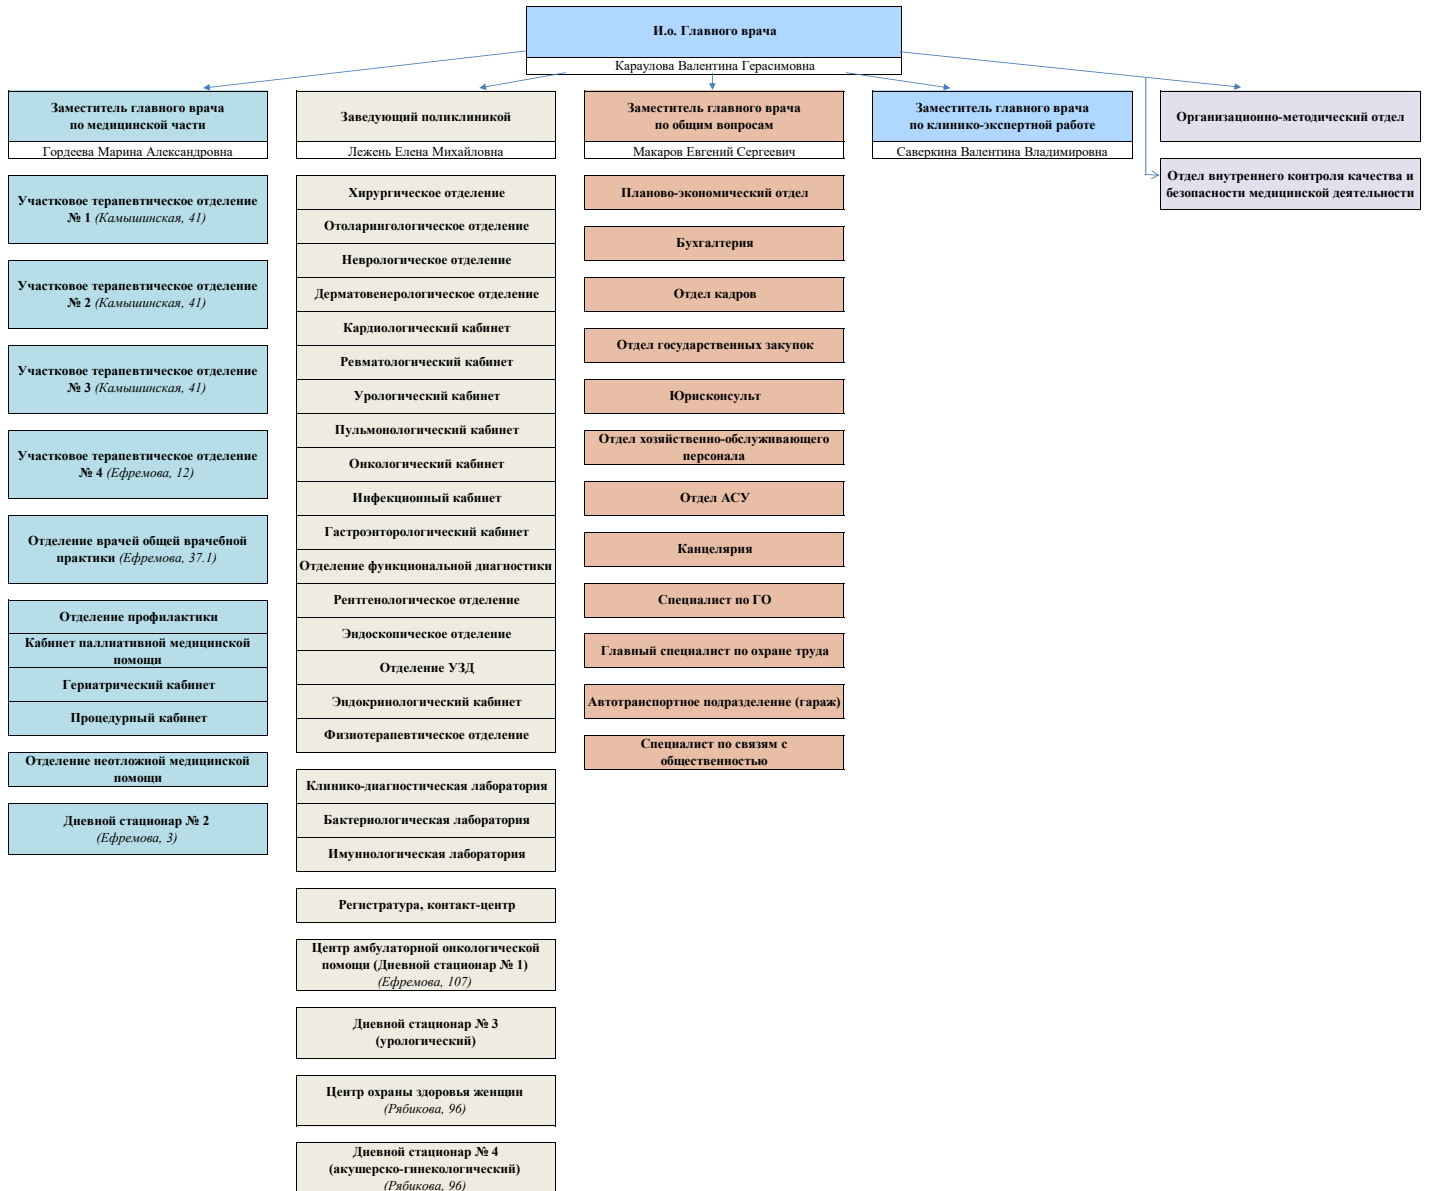 И.о. Главного врача
Караулова Валентина Герасимовна
Заместитель главного врача
по медицинской части
Гордеева Марина Александровна
Участковое терапевтическое отделение
№ 1 (Камышинская, 41)
Участковое терапевтическое отделение
№ 2 (Камышинская, 41)
Участковое терапевтическое отделение
№ 3 (Камышинская, 41)
Участковое терапевтическое отделение
№ 4 (Ефремова, 12)
Отделение врачей общей врачебной
практики (Ефремова, 37.1)
Отделение профилактики
Кабинет паллиативной медицинской
помощи
Гериатрический кабинет
Процедурный кабинет
Отделение неотложной медицинской
помощи
Дневной стационар № 2
(Ефремова, 3)
Заведующий поликлиникой
Лежень Елена Михайловна
Хирургическое отделение
Отоларингологическое отделение
Неврологическое отделение
Дерматовенерологическое отделение
Кардиологический кабинет
Ревматологический кабинет
Урологический кабинет
Пульмонологический кабинет
Онкологический кабинет
Инфекционный кабинет
Гастроэнторологический кабинет
Отделение функциональной диагностики
Рентгенологическое отделение
Эндоскопическое отделение
Отделение УЗД
Эндокринологический кабинет
Физиотерапевтическое отделение
Клинико-диагностическая лаборатория
Бактериологическая лаборатория
Имуннологическая лаборатория
Регистратура, контакт-центр
Центр амбулаторной онкологической
помощи (Дневной стационар № 1)
(Ефремова, 107)
Дневной стационар № 3
(урологический)
Центр охраны здоровья женщин
(Рябикова, 96)
Дневной стационар № 4
(акушерско-гинекологический)
(Рябикова, 96)
Заместитель главного врача
по общим вопросам
Макаров Евгений Сергеевич
Планово-экономический отдел
Бухгалтерия
Отдел кадров
Отдел государственных закупок
Юрисконсульт
Отдел хозяйственно-обслуживающего
персонала
Отдел АСУ
Канцелярия
Специалист по ГО
Главный специалист по охране труда
Автотранспортное подразделение (гараж)
Специалист по связям с
общественностью
Заместитель главного врача
по клинико-экспертной работе
Саверкина Валентина Владимировна
Организационно-методический отдел
Отдел внутреннего контроля качества и
безопасности медицинской деятельности